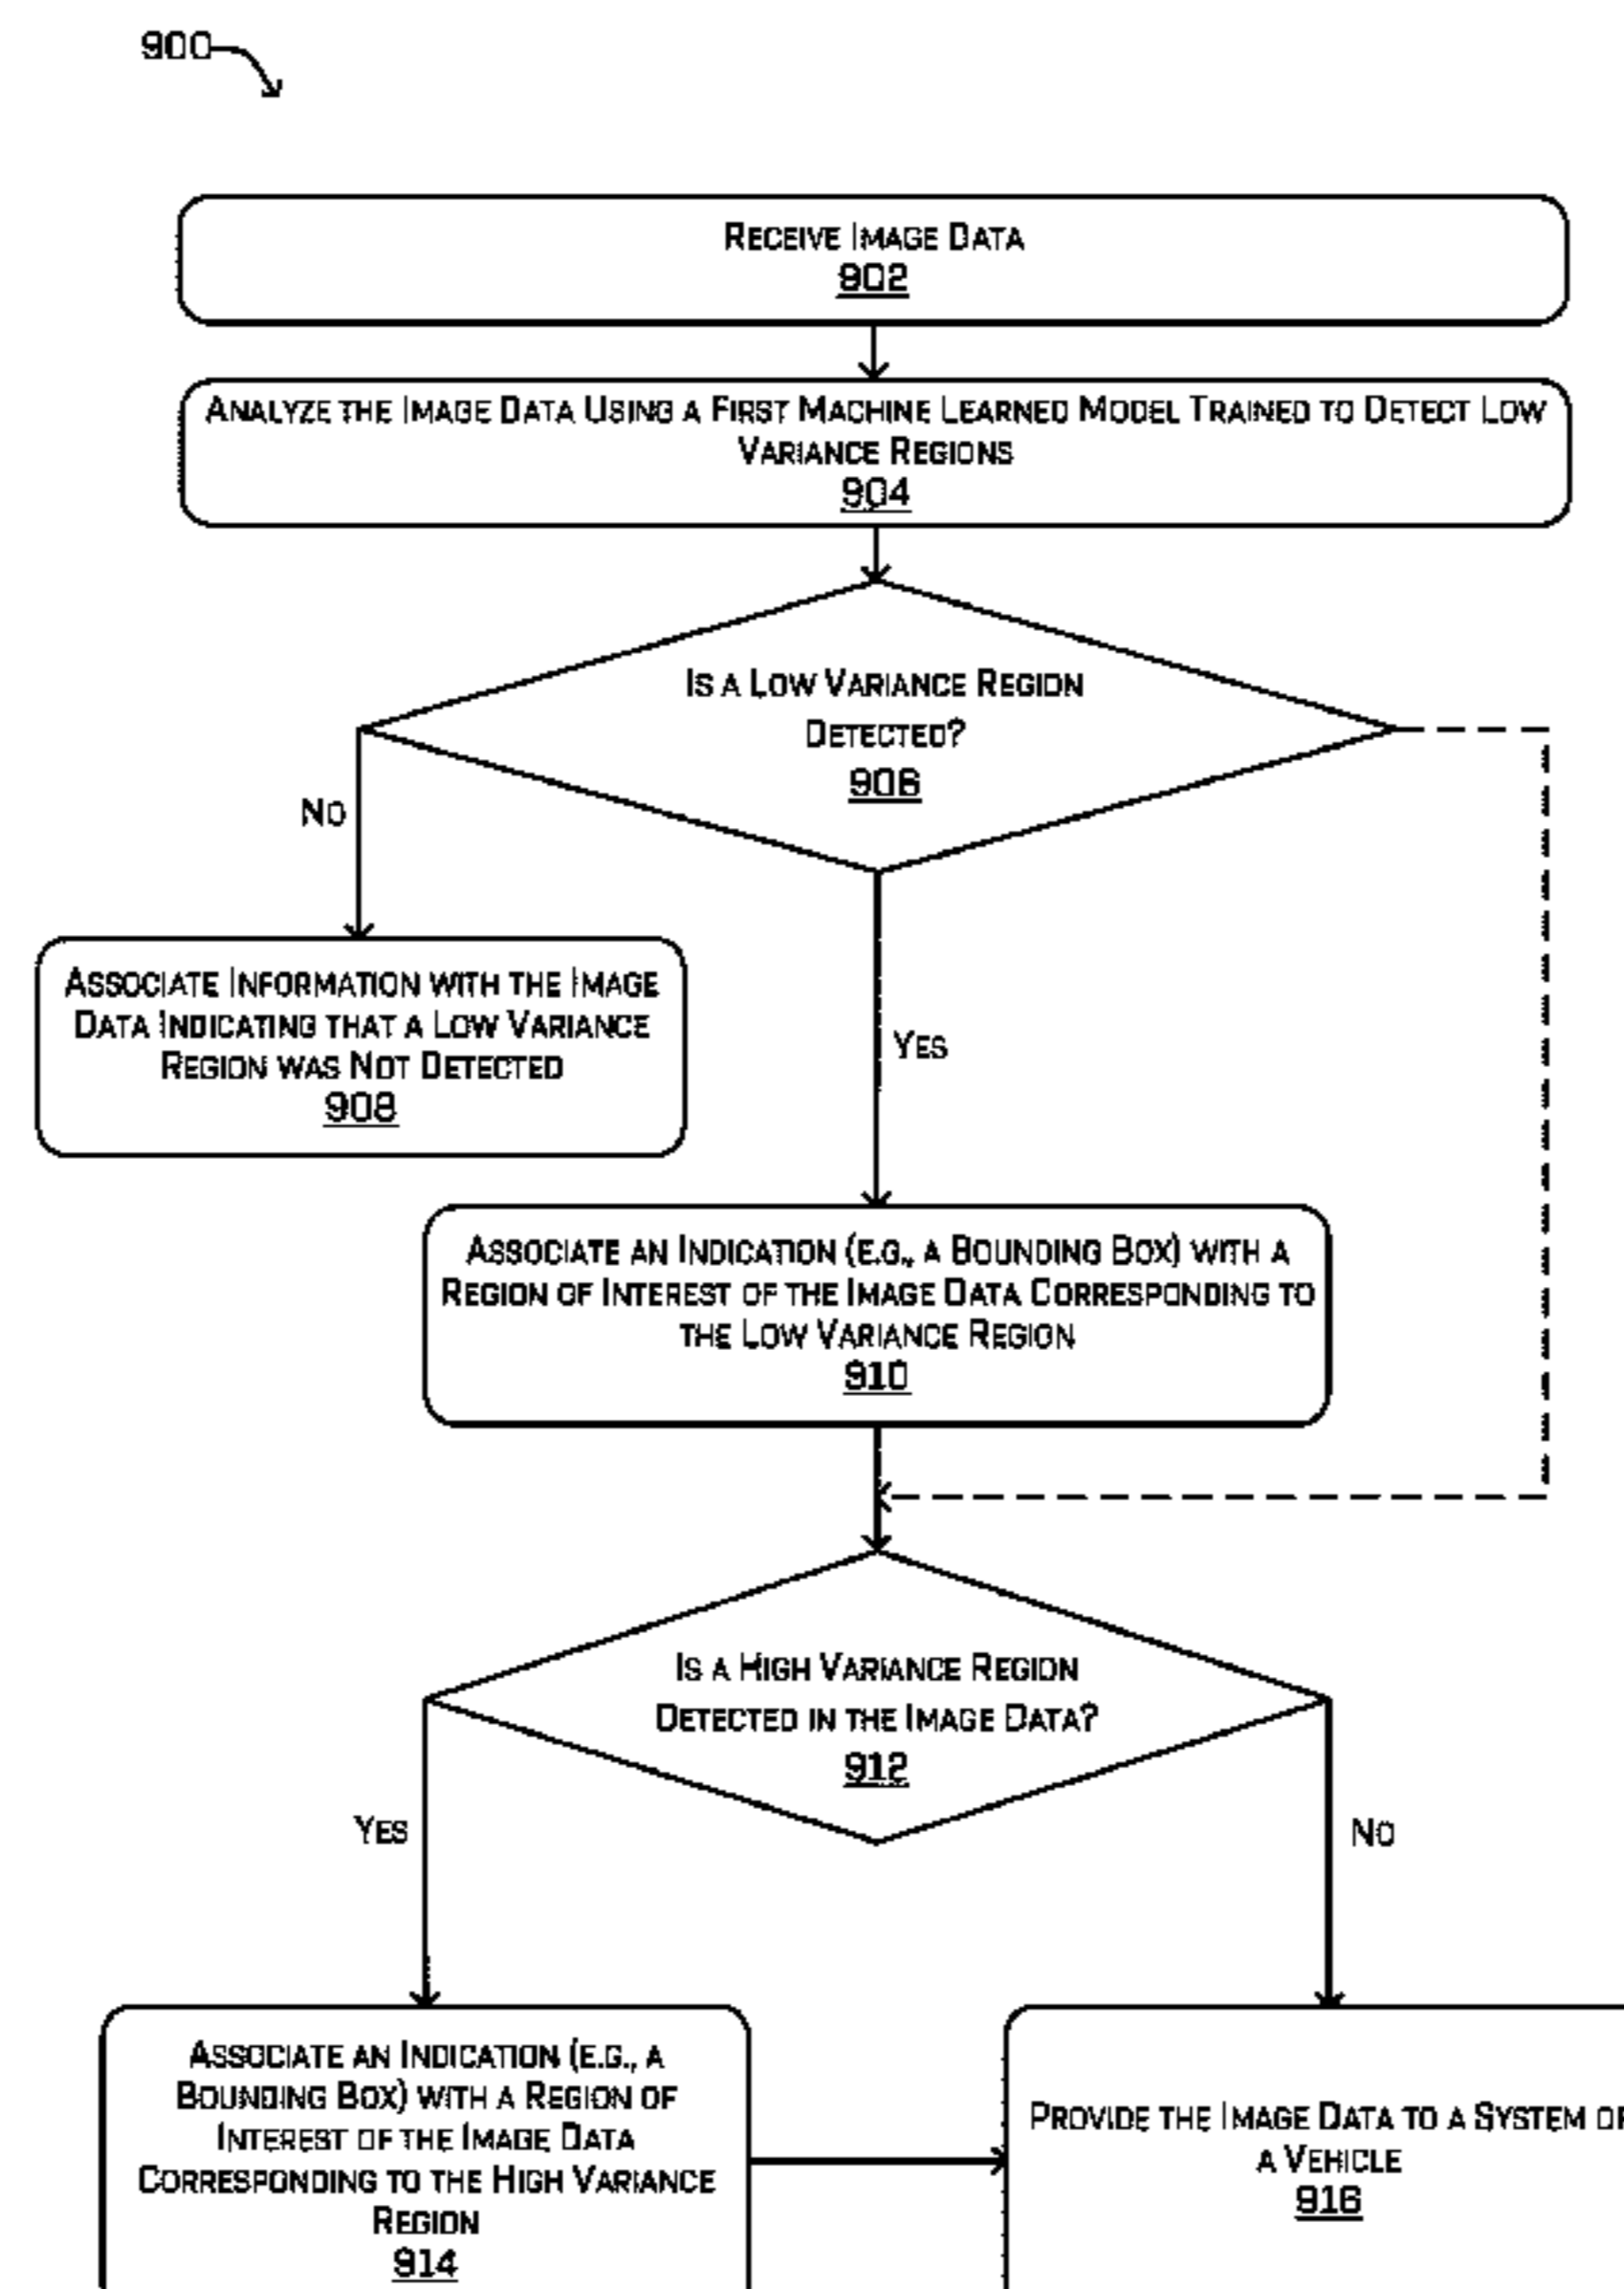 900
RECEIVE IMAGE DATA
902
ANALYZE THE IMAGE DATA USING A FIRST MACHINE LEARNED MODEL TRAINED TO DETECT LOW
VARIANCE REGIONS
904
IS A LOW VARIANCE REGION
DETECTED?
906
NO
YES
ASSOCIATE INFORMATION WITH THE IMAGE
DATA INDICATING THAT A LOW VARIANCE
REGION WAS NOT DETECTED
908
ASSOCIATE AN INDICATION (E.G., A BOUNDING BOX) WITH A
REGION OF INTEREST OF THE IMAGE DATA CORRESPONDING TO
THE LOW VARIANCE REGION
910
IS A HIGH VARIANCE REGION
DETECTED IN THE IMAGE DATA?
912
YES
NO
ASSOCIATE AN INDICATION (E.G., A
BOUNDING BOX) WITH A REGION OF
INTEREST OF THE IMAGE DATA
CORRESPONDING TO THE HIGH VARIANCE
REGION
914
PROVIDE THE IMAGE DATA TO A SYSTEM OF
A VEHICLE
916